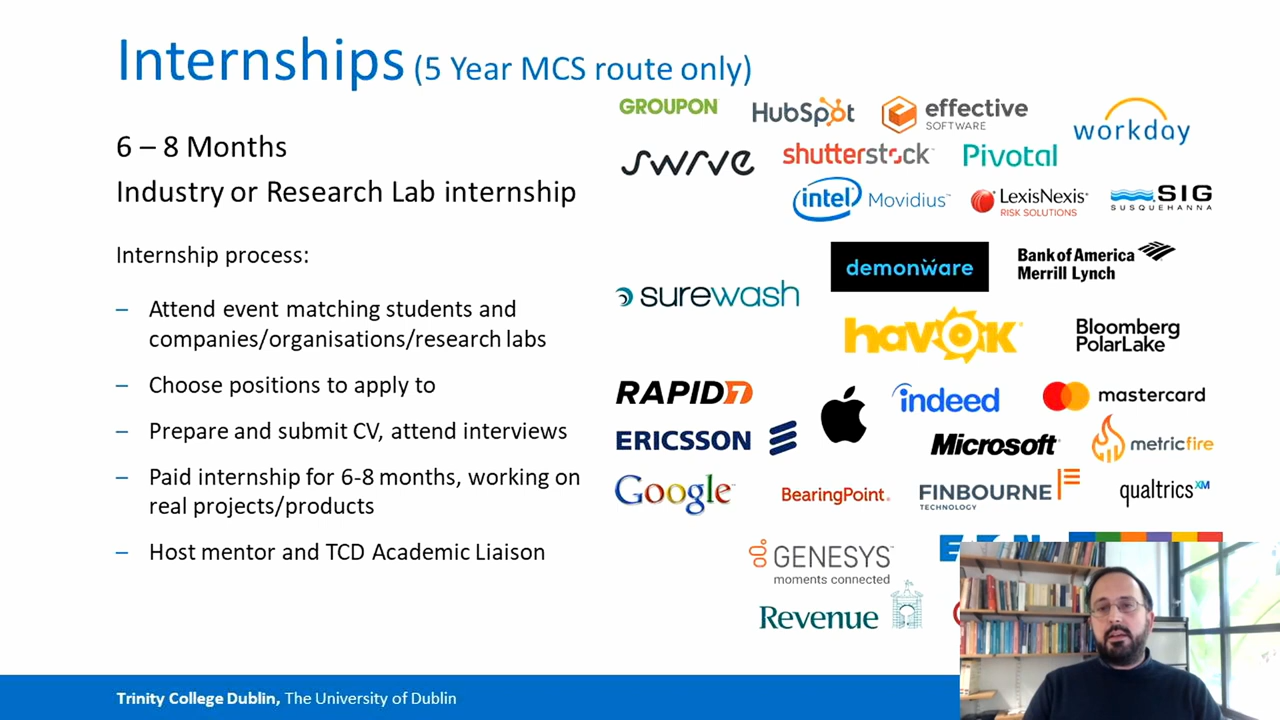 Internships (5 Year MCS route only)
6 – 8 Months
Industry or Research Lab internship
Internship process:
– Attend event matching students and
companies/organisations/research labs
– Choose positions to apply to
– Prepare and submit CV, attend interviews
– Paid internship for 6-8 months, working on
real projects/products
– Host mentor and TCD Academic Liaison
GROUPON
HubSpot
effective
SOFTWARE
workday
swrve
shutterstock
Pivotal
intel Movidius™
LexisNexis®
RISK SOLUTIONS
SIG
SUSQUEHANNA
demonware
Bank of America
Merrill Lynch
surewash
havok
Bloomberg
PolarLake
RAPID7
indeed
mastercard
ERICSSON
Microsoft
metricfire
Google™
BearingPoint®
FINBOURNE
TECHNOLOGY
qualtrics XM
GENESYS™
moments connected
Revenue
Trinity College Dublin, The University of Dublin